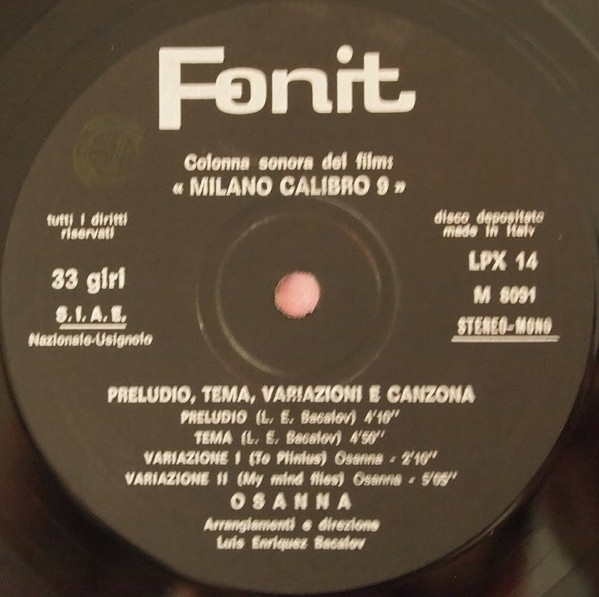 Fonit
Colonna sonora del film:
« MILANO CALIBRO 9 »
tutti i diritti
riservati
disco depositato
made in Italy
33 giri
LPX 14
S.I.A.E.
M 8091
Nazionale-Usignolo
STEREO-MONO
PRELUDIO, TEMA, VARIAZIONI E CANZONA
PRELUDIO (L. E. Bacalov) 4'10"
TEMA (L. E. Bacalov) 4'50"
VARIAZIONE I (To Plinius) Osanna - 2'10"
VARIAZIONE II (My mind flies) Osanna - 5'05"
OSANNA
Arrangiamenti e direzione
Luis Enriquez Bacalov